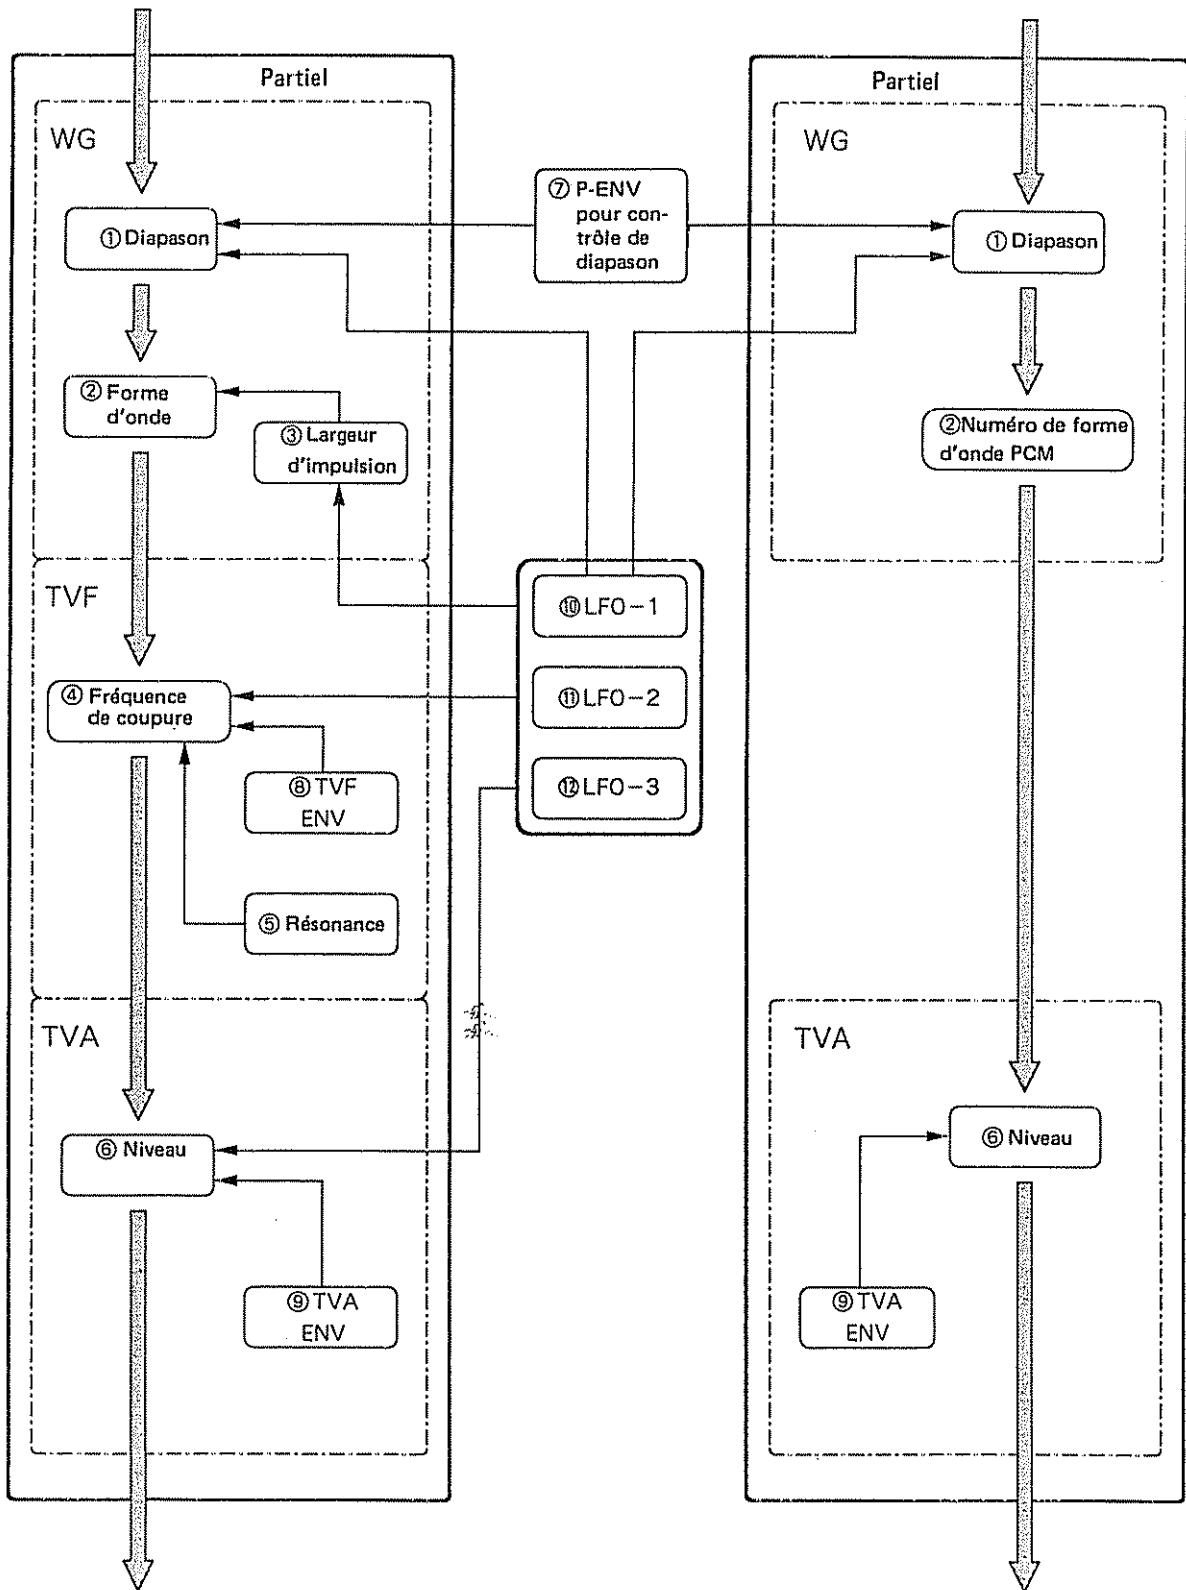 Partiel
WG
① Diapason
② Forme
d'onde
③ Largeur
d'impulsion
TVF
④ Fréquence
de coupure
⑧ TVF
ENV
⑤ Résonance
TVA
⑥ Niveau
⑨ TVA
ENV
⑦ P-ENV
pour con-
trôle de
diapason
⑩ LFO-1
⑪ LFO-2
⑫ LFO-3
Partiel
WG
① Diapason
② Numéro de forme
d'onde PCM
TVA
⑥ Niveau
⑨ TVA
ENV